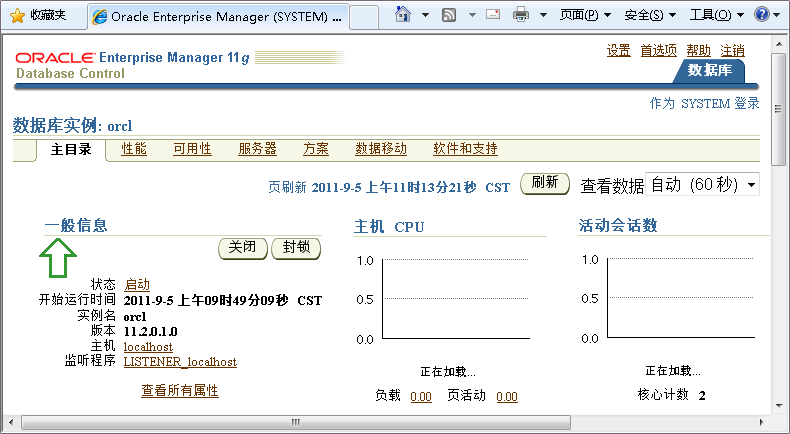 收藏夹 Oracle Enterprise Manager (SYSTEM) ... 页面(P) 安全(S) 工具(O)
ORACLE Enterprise Manager 11g
Database Control
设置 首选项 帮助 注销
数据库
作为 SYSTEM 登录
数据库实例: orcl
主目录 性能 可用性 服务器 方案 数据移动 软件和支持
页刷新 2011-9-5 上午11时13分21秒 CST 刷新 查看数据 自动 (60 秒)
一般信息
关闭 封锁
状态 启动
开始运行时间 2011-9-5 上午09时49分09秒 CST
实例名 orcl
版本 11.2.0.1.0
主机 localhost
监听程序 LISTENER_localhost
查看所有属性
主机 CPU
1.0
0.5
0.0
正在加载...
负载 0.00 页活动 0.00
活动会话数
1.0
0.5
0.0
正在加载...
核心计数 2